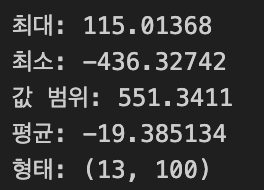 최대: 115.01368
최소: -436.32742
값 범위: 551.3411
평균: -19.385134
형태: (13, 100)